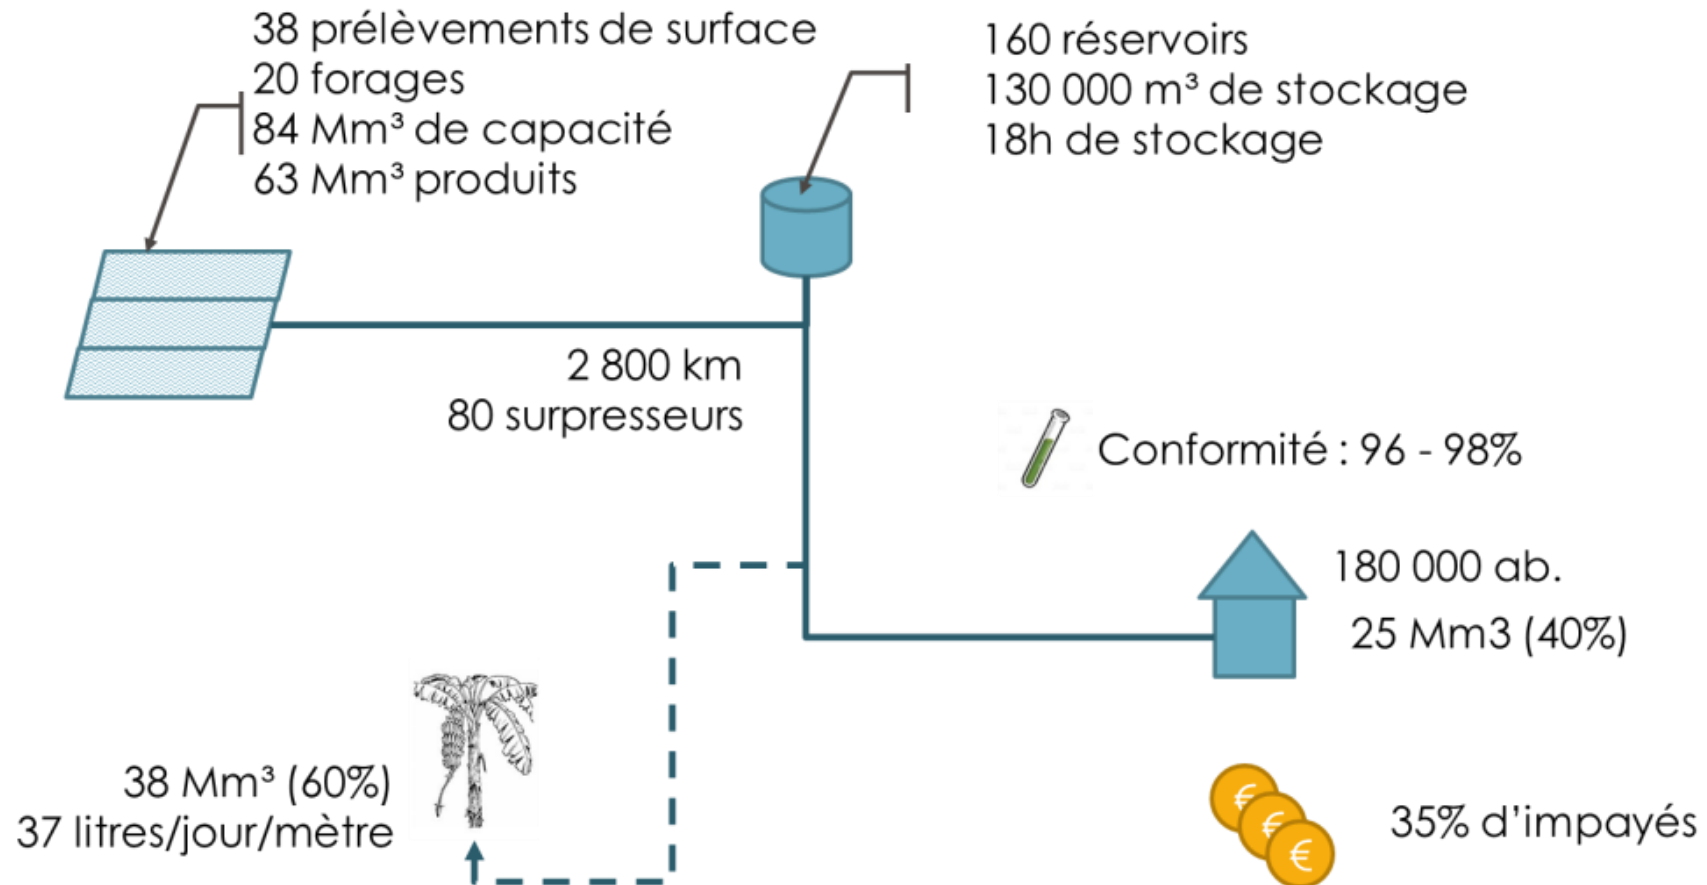 38 prélèvements de surface
20 forages
84 Mm³ de capacité
63 Mm³ produits
160 réservoirs
130 000 m³ de stockage
18h de stockage
2 800 km
80 surpresseurs
Conformité : 96 - 98%
180 000 ab.
25 Mm3 (40%)
38 Mm³ (60%)
37 litres/jour/mètre
€
€
€
35% d'impayés